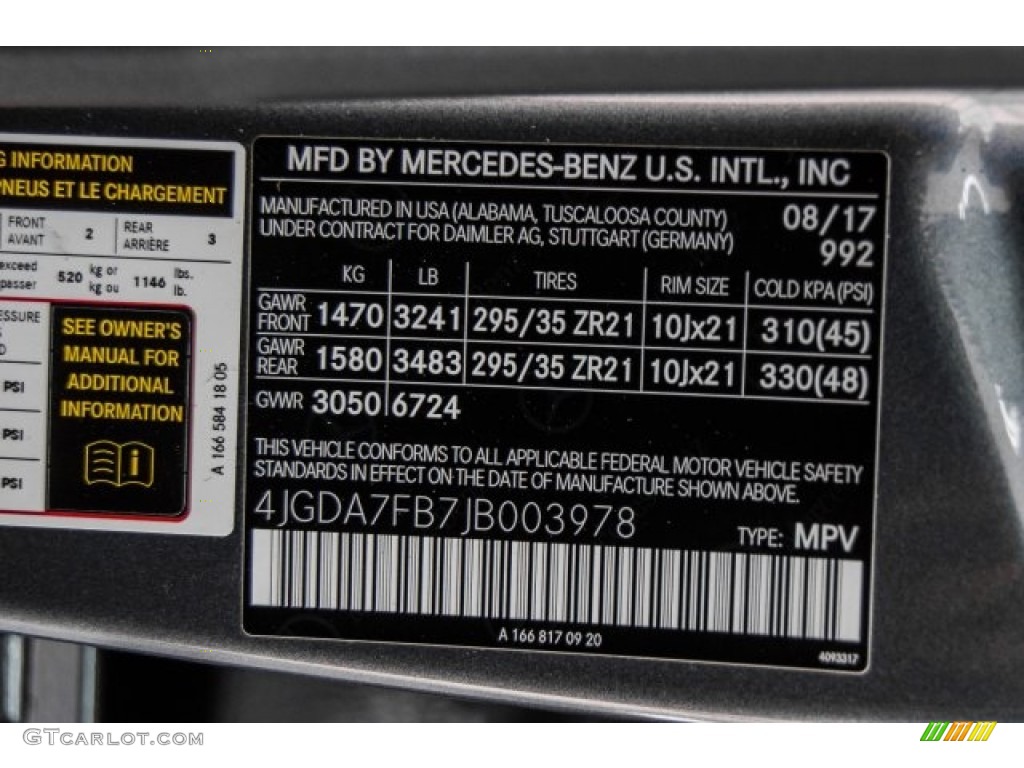 G INFORMATION
PNEUS ET LE CHARGEMENT
FRONT
AVANT
2
REAR
ARRIÈRE
3
exceed
passer
520
kg or
kg ou
1146
lbs.
lb.
ESSURE
SEE OWNER'S
MANUAL FOR
ADDITIONAL
INFORMATION
PSI
PSI
PSI
A 166 584 18 05
MFD BY MERCEDES-BENZ U.S. INTL., INC
MANUFACTURED IN USA (ALABAMA, TUSCALOOSA COUNTY)
UNDER CONTRACT FOR DAIMLER AG, STUTTGART (GERMANY)
08/17
992
KG LB TIRES RIM SIZE COLD KPA (PSI)
GAWR FRONT 1470 3241 295/35 ZR21 10Jx21 310(45)
GAWR REAR 1580 3483 295/35 ZR21 10Jx21 330(48)
GVWR 3050 6724
THIS VEHICLE CONFORMS TO ALL APPLICABLE FEDERAL MOTOR VEHICLE SAFETY
STANDARDS IN EFFECT ON THE DATE OF MANUFACTURE SHOWN ABOVE.
4JGDA7FB7JB003978
TYPE: MPV
A 166 817 09 20
4093317
GTcarlot.com